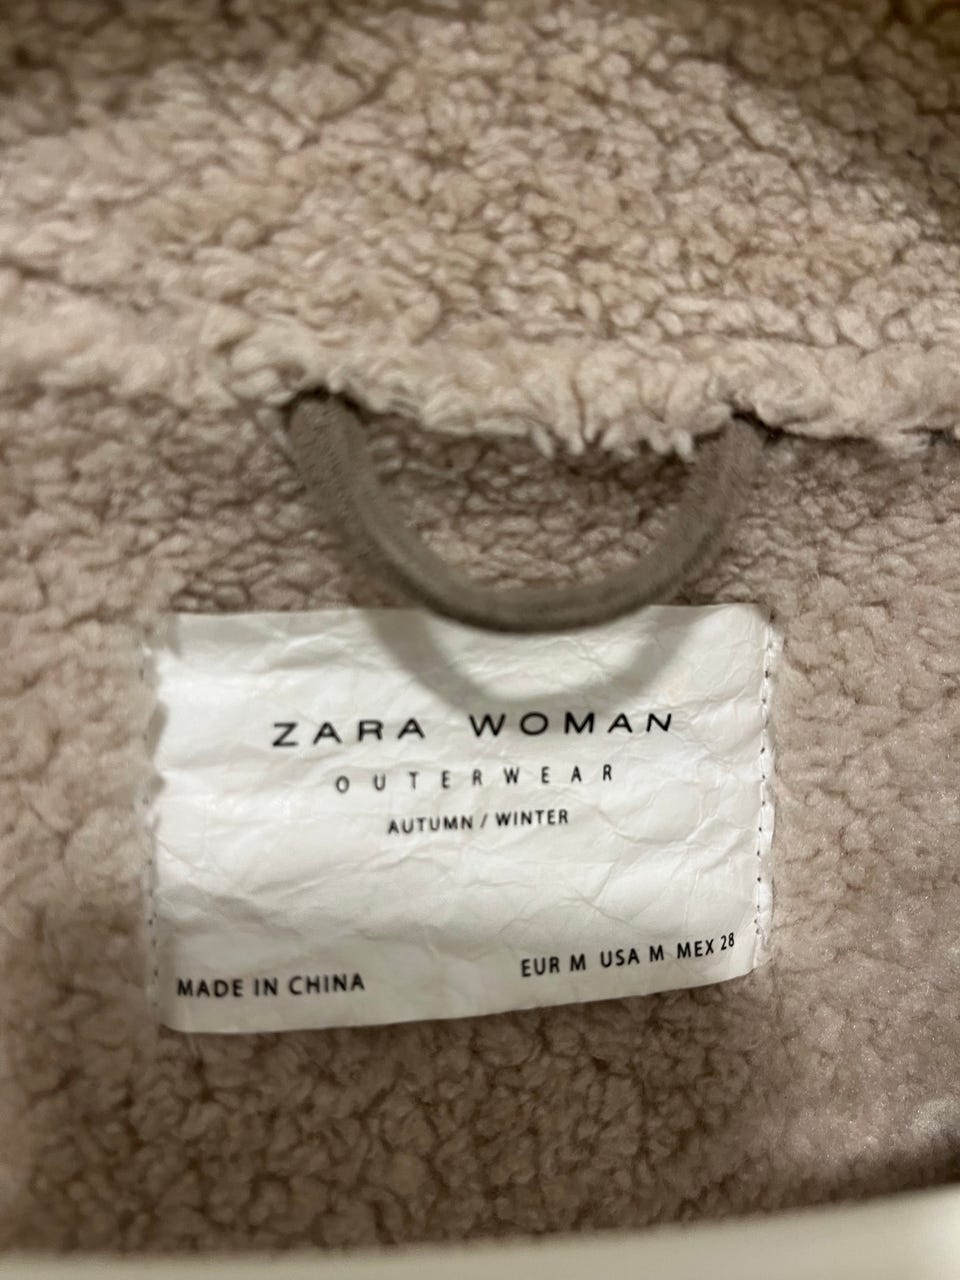 ZARA WOMAN
OUTERWEAR
AUTUMN / WINTER
MADE IN CHINA
EUR M USA M MEX 28